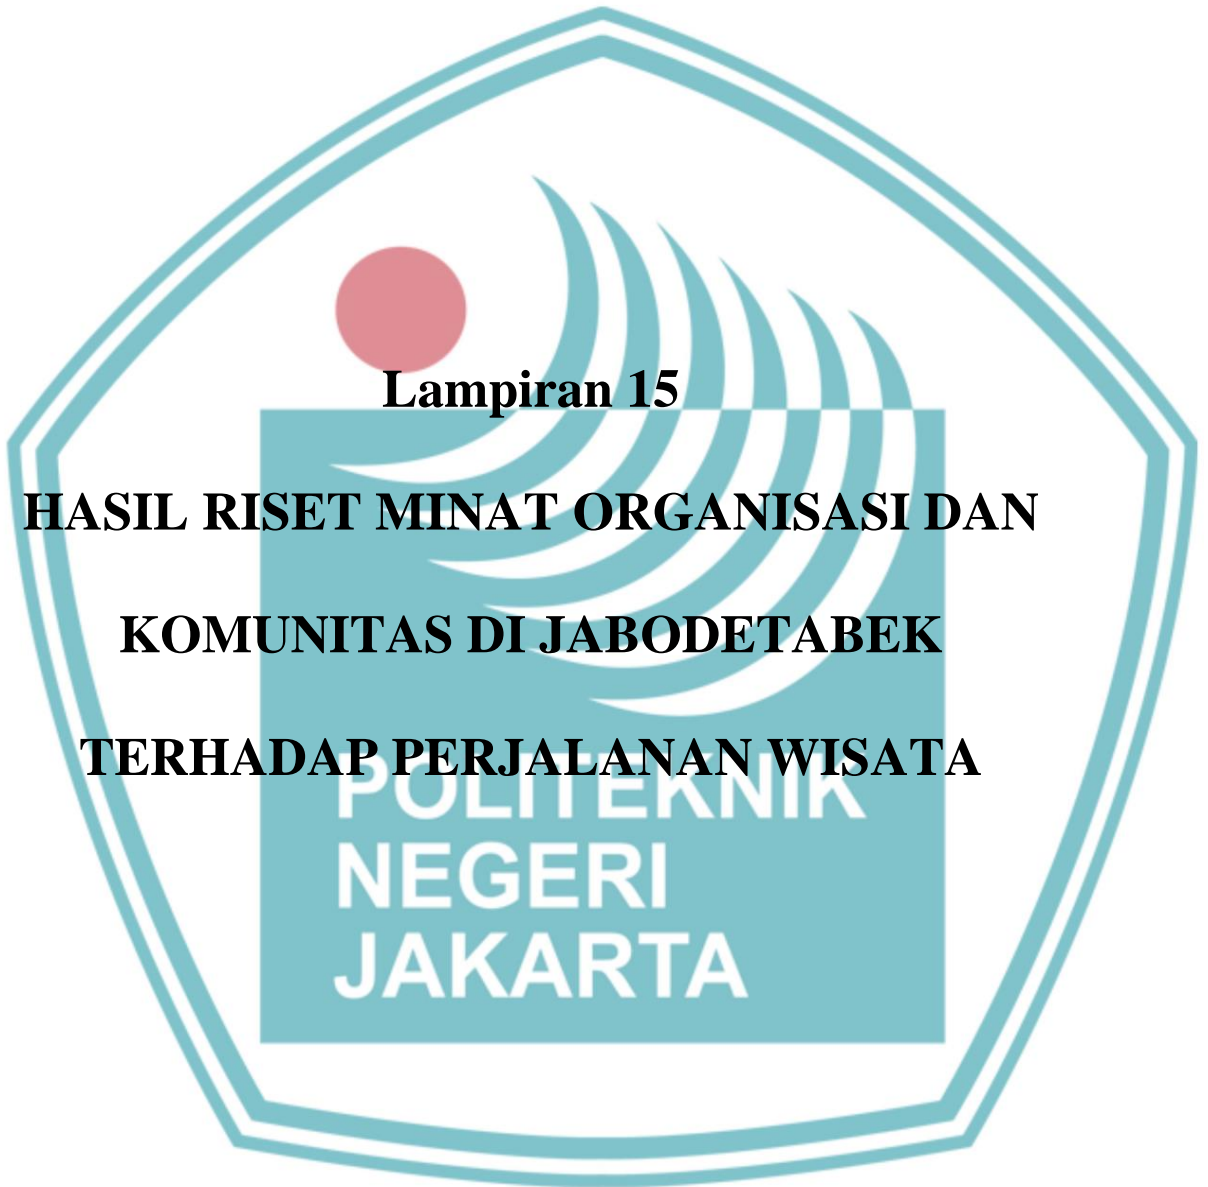 Lampiran 15
HASIL RISET MINAT ORGANISASI DAN
KOMUNITAS DI JABODETABEK
TERHADAP PERJALANAN WISATA
POLITEKNIK
NEGERI
JAKARTA